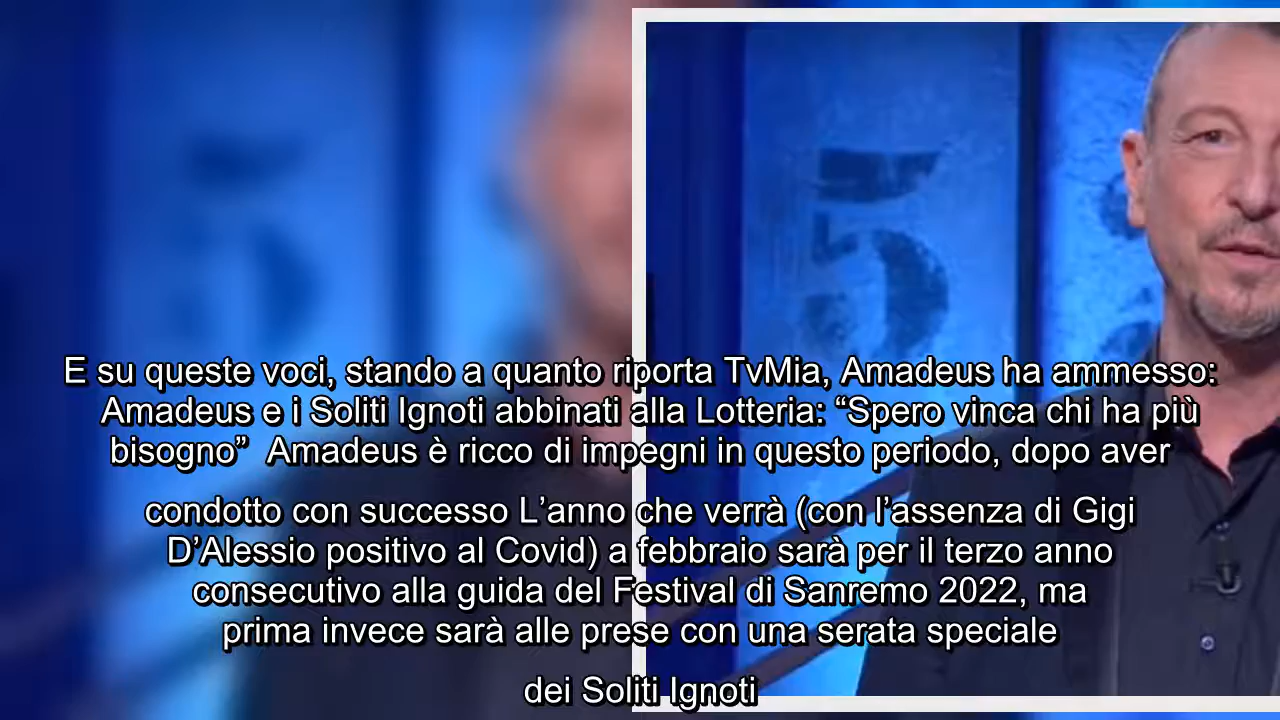 5
E su queste voci, stando a quanto riporta TvMia, Amadeus ha ammesso:
Amadeus e i Soliti Ignoti abbinati alla Lotteria: “Spero vinca chi ha più
bisogno”  Amadeus è ricco di impegni in questo periodo, dopo aver
condotto con successo L’anno che verrà (con l’assenza di Gigi
D’Alessio positivo al Covid) a febbraio sarà per il terzo anno
consecutivo alla guida del Festival di Sanremo 2022, ma
prima invece sarà alle prese con una serata speciale
dei Soliti Ignoti